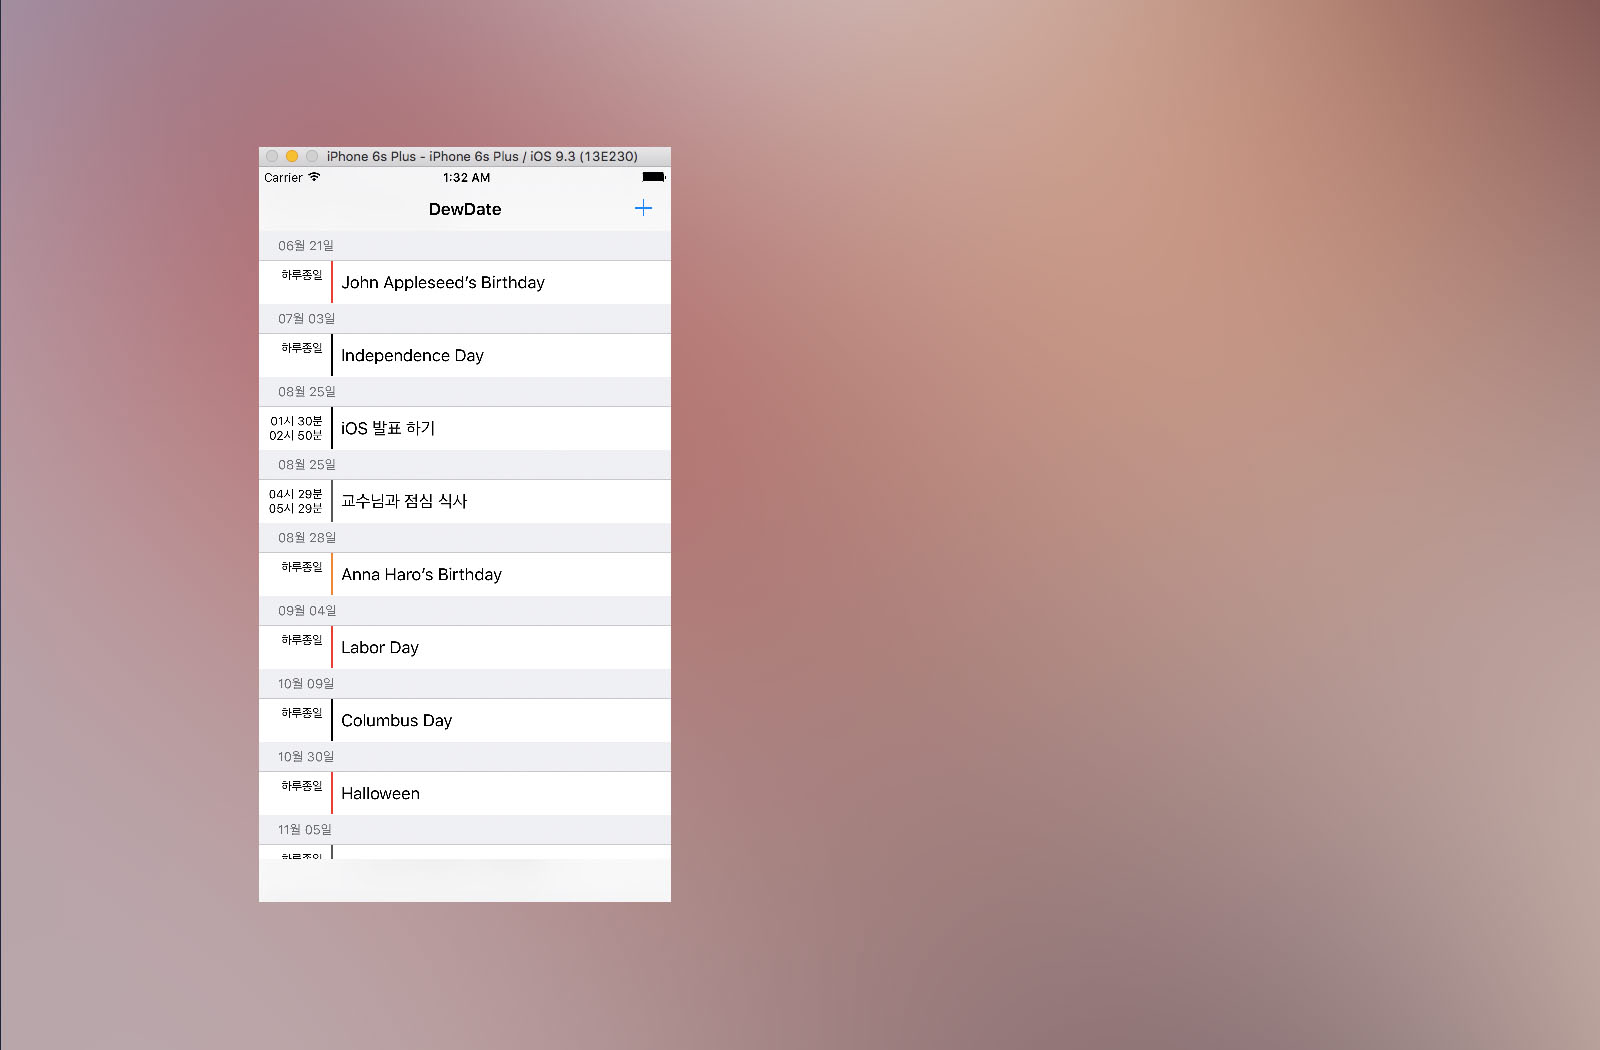 iPhone 6s Plus - iPhone 6s Plus / iOS 9.3 (13E230)
Carrier 1:32 AM
DewDate
06월 21일
하루종일 John Appleseed’s Birthday
07월 03일
하루종일 Independence Day
08월 25일
01시 30분
iOS 발표 하기
02시 50분
08월 25일
04시 29분
교수님과 점심 식사
05시 29분
08월 28일
하루종일 Anna Haro’s Birthday
09월 04일
하루종일 Labor Day
10월 09일
하루종일 Columbus Day
10월 30일
하루종일 Halloween
11월 05일
하루종일